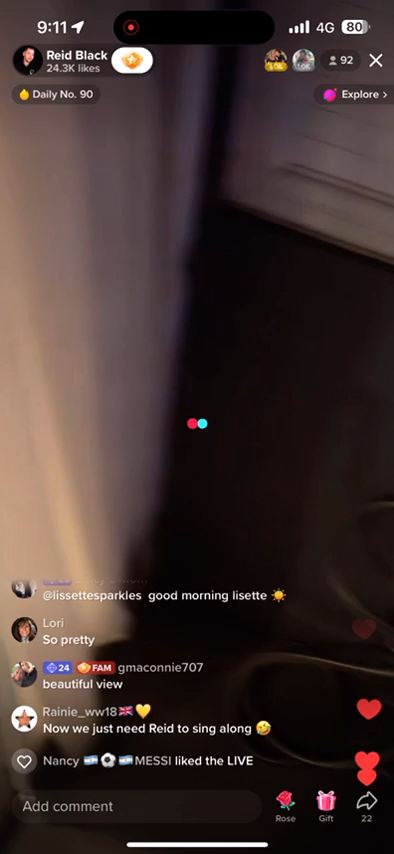 9:11
4G
80
Reid Black
24.3K likes
92
Daily No. 90
Explore >
@lissettesparkles good morning lisette ☀️
Lori
So pretty
24 FAM gmaconnie707
beautiful view
Rainie_ww18🇬🇧💛
Now we just need Reid to sing along 🤣
Nancy 🇦🇷⚽🇦🇷MESSI liked the LIVE
Add comment
Rose
Gift
22